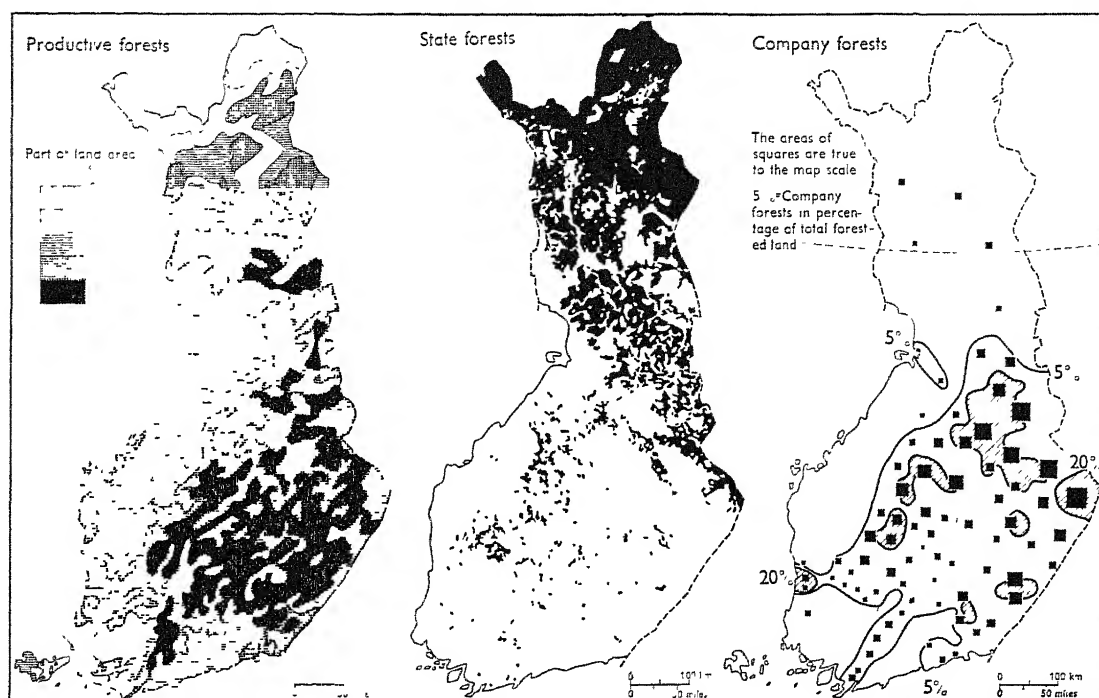 Productive forests
Part of land area
State forests
Company forests
The areas of
squares are true
to the map scale
5 %=Company
forests in percen-
tage of total forest-
ed land
5%
5%
20%
20%
5%
100 km
50 miles